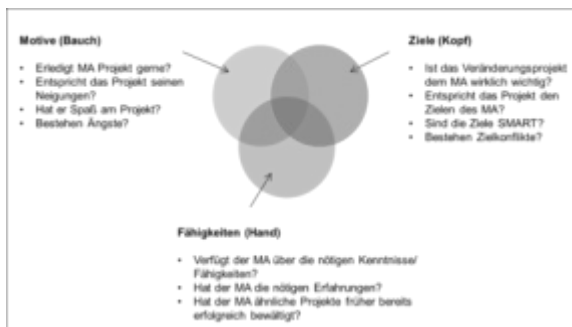 Motive (Bauch)
• Erledigt MA Projekt gerne?
• Entspricht das Projekt seinen
Neigungen?
• Hat er Spaß am Projekt?
• Bestehen Ängste?
Ziele (Kopf)
• Ist das Veränderungsprojekt
dem MA wirklich wichtig?
• Entspricht das Projekt den
Zielen des MA?
• Sind die Ziele SMART?
• Bestehen Zielkonflikte?
Fähigkeiten (Hand)
• Verfügt der MA über die nötigen Kenntnisse/
Fähigkeiten?
• Hat der MA die nötigen Erfahrungen?
• Hat der MA ähnliche Projekte früher bereits
erfolgreich bewältigt?